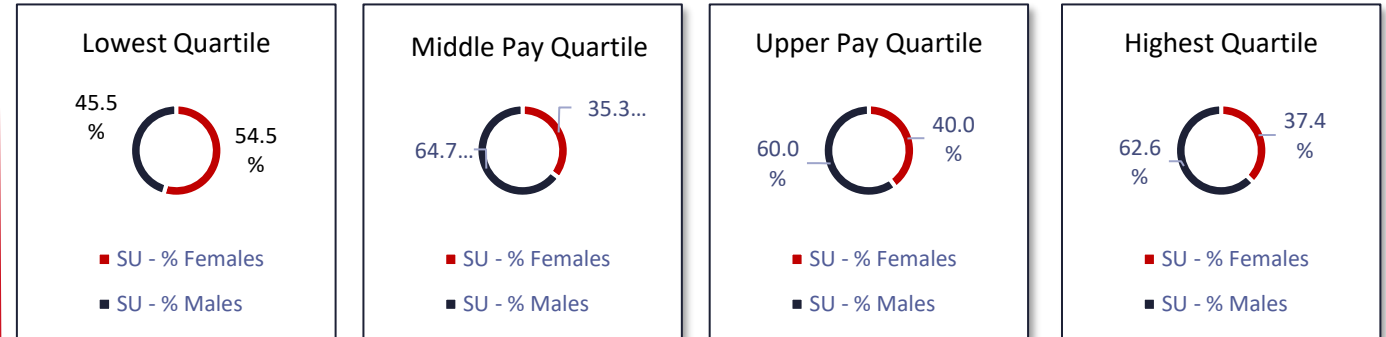 Lowest Quartile
45.5
%
54.5
%
■ SU - % Females
■ SU - % Males
Middle Pay Quartile
35.3...
64.7...
■ SU - % Females
■ SU - % Males
Upper Pay Quartile
40.0
%
60.0
%
■ SU - % Females
■ SU - % Males
Highest Quartile
37.4
%
62.6
%
■ SU - % Females
■ SU - % Males